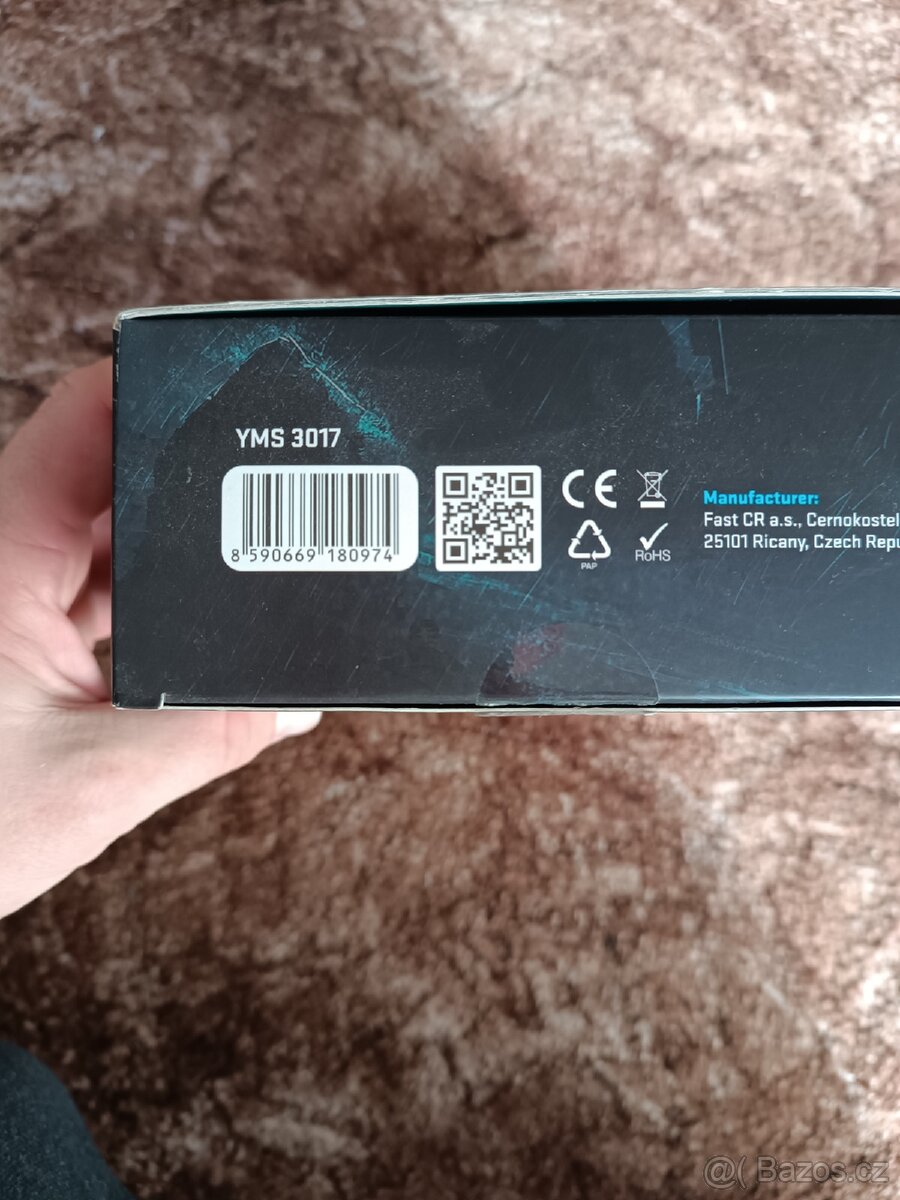 YMS 3017
8 590669 180974
CE
PAP
RoHS
Manufacturer:
Fast CR a.s., Cernokostel
25101 Ricany, Czech Repu
@( Bazos.cz